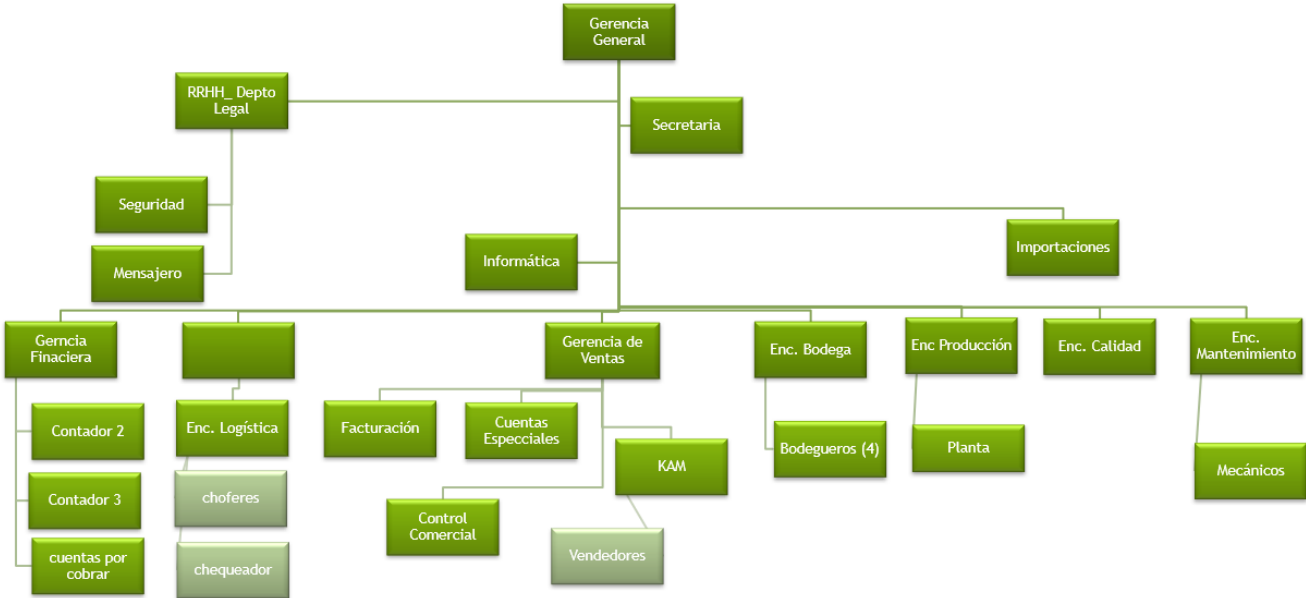 Gerencia
General
RRHH_ Depto
Legal
Secretaria
Seguridad
Importaciones
Informática
Mensajero
Gerncia
Finaciera
Gerencia de
Ventas
Enc. Bodega
Enc Producción
Enc. Calidad
Enc.
Mantenimiento
Contador 2
Enc. Logística
Facturación
Cuentas
Especciales
Bodegueros (4)
Planta
KAM
Mecánicos
Contador 3
choferes
Control
Comercial
Vendedores
cuentas por
cobrar
chequeador